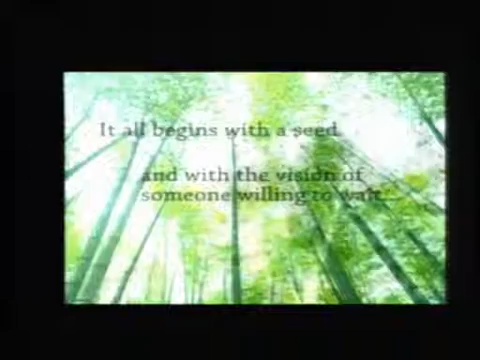 It all begins with a seed
and with the vision of
someone willing to wait...